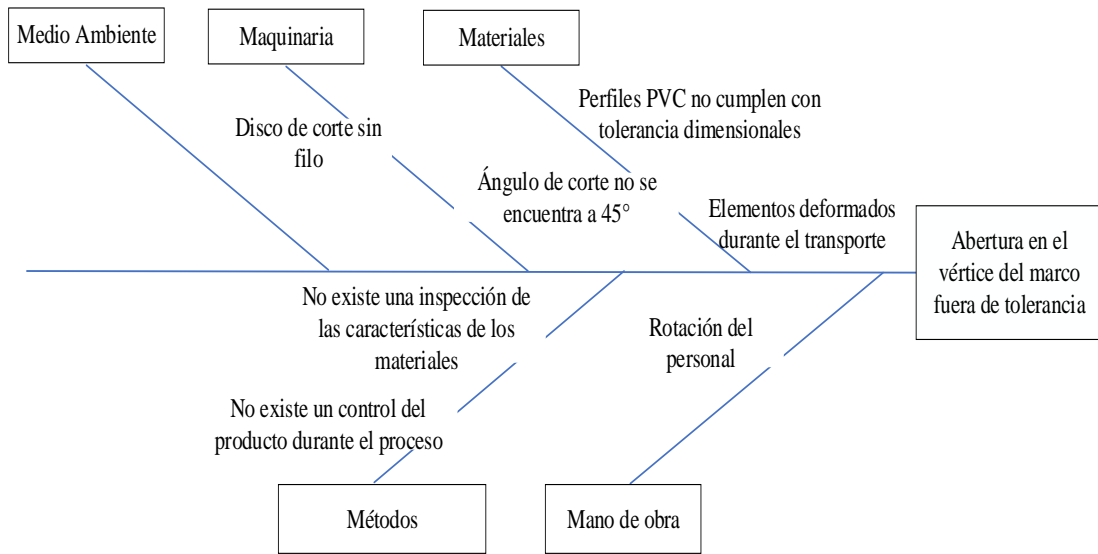 Medio Ambiente
Maquinaria
Materiales
Perfiles PVC no cumplen con
tolerancia dimensionales
Disco de corte sin
filo
Ángulo de corte no se
encuentra a 45°
Elementos deformados
durante el transporte
Abertura en el
vértice del marco
fuera de tolerancia
No existe una inspección de
las características de los
materiales
Rotación del
personal
No existe un control del
producto durante el proceso
Métodos
Mano de obra